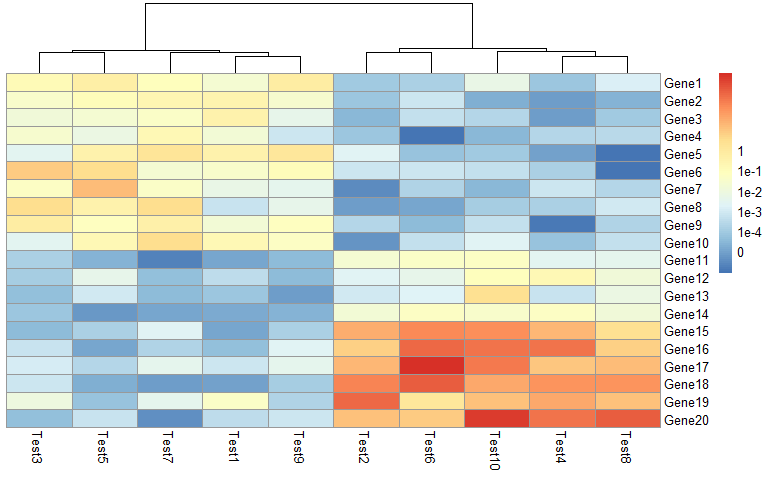 Gene1
Gene2
Gene3
Gene4
Gene5
Gene6
Gene7
Gene8
Gene9
Gene10
Gene11
Gene12
Gene13
Gene14
Gene15
Gene16
Gene17
Gene18
Gene19
Gene20
1
1e-1
1e-2
1e-3
1e-4
0
Test3
Test5
Test7
Test1
Test9
Test2
Test6
Test10
Test4
Test8